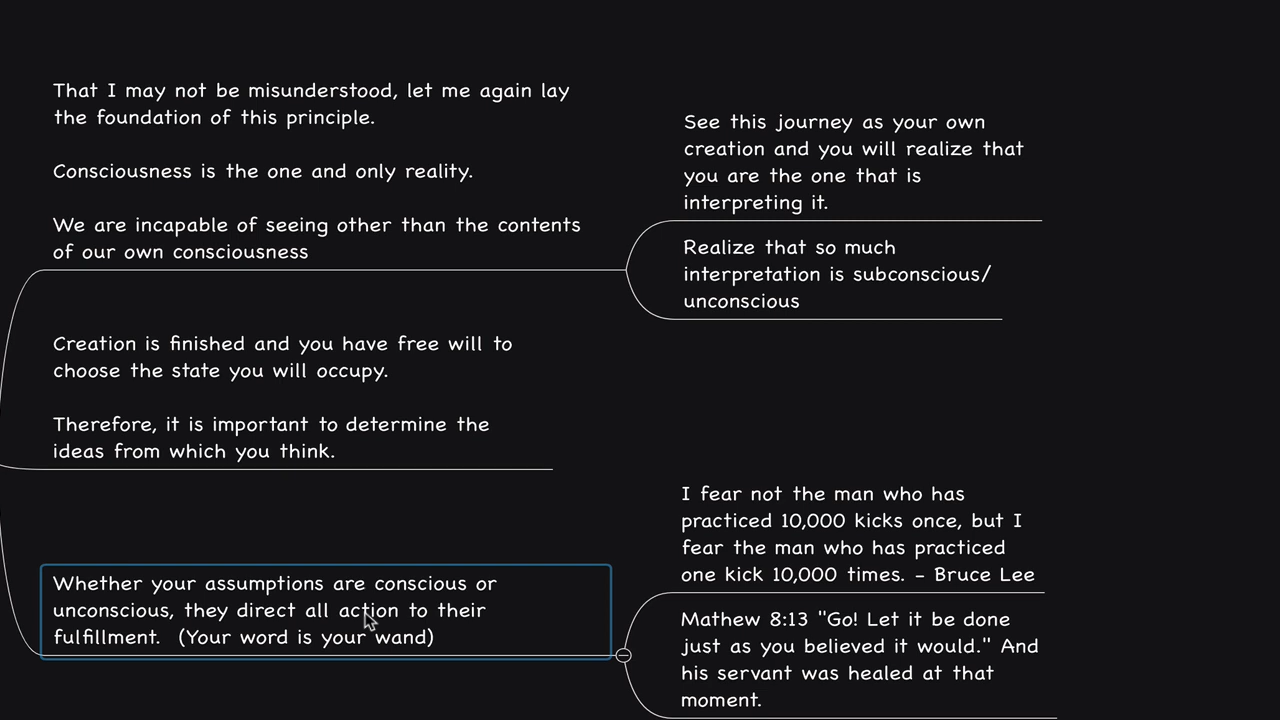 That I may not be misunderstood, let me again lay
the foundation of this principle.
Consciousness is the one and only reality.
We are incapable of seeing other than the contents
of our own consciousness
See this journey as your own
creation and you will realize that
you are the one that is
interpreting it.
Realize that so much
interpretation is subconscious/
unconscious
Creation is finished and you have free will to
choose the state you will occupy.
Therefore, it is important to determine the
ideas from which you think.
Whether your assumptions are conscious or
unconscious, they direct all action to their
fulfillment.  (Your word is your wand)
I fear not the man who has
practiced 10,000 kicks once, but I
fear the man who has practiced
one kick 10,000 times. – Bruce Lee
Mathew 8:13 "Go! Let it be done
just as you believed it would." And
his servant was healed at that
moment.